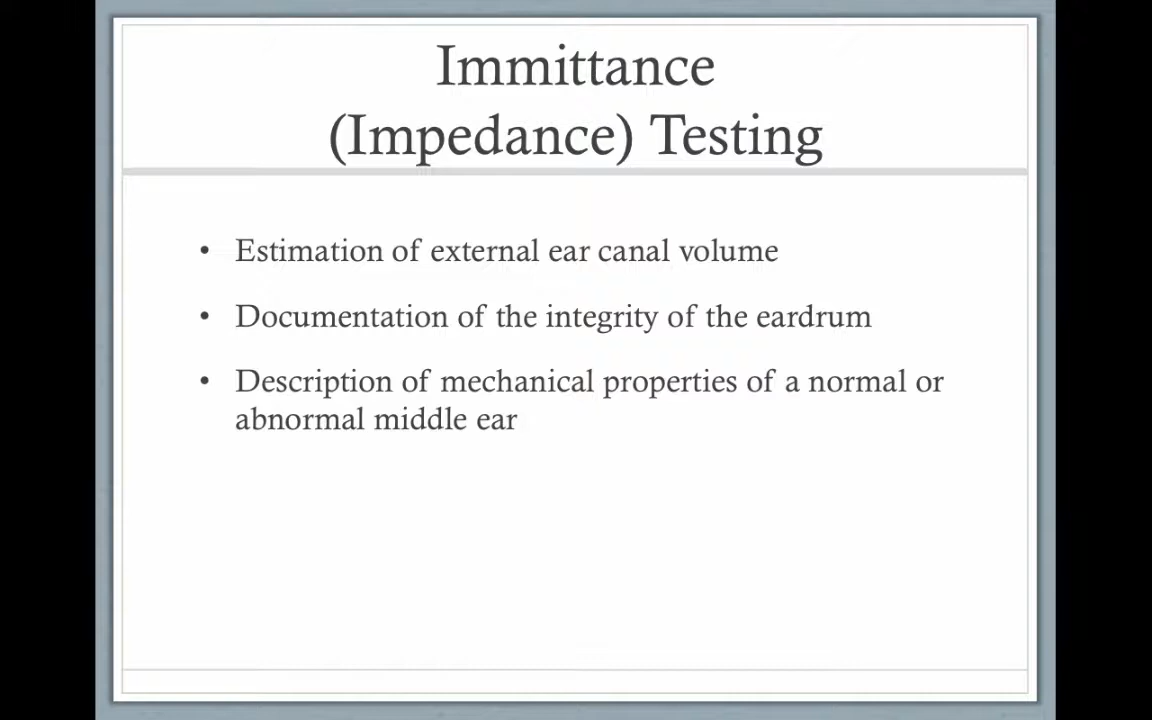 Immittance
(Impedance) Testing
• Estimation of external ear canal volume
• Documentation of the integrity of the eardrum
• Description of mechanical properties of a normal or
abnormal middle ear